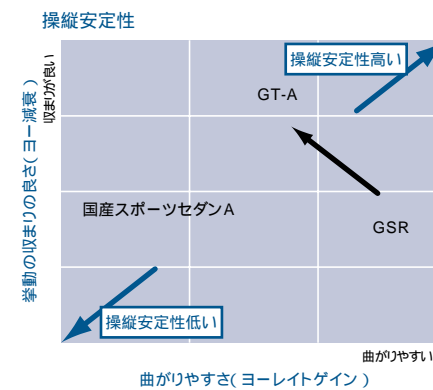 操縦安定性
操縦安定性高い
GT-A
収まりが良い
挙動の収まりの良さ(ヨー減衰)
国産スポーツセダンA
GSR
操縦安定性低い
曲がりやすい
曲がりやすさ(ヨーレイトゲイン)